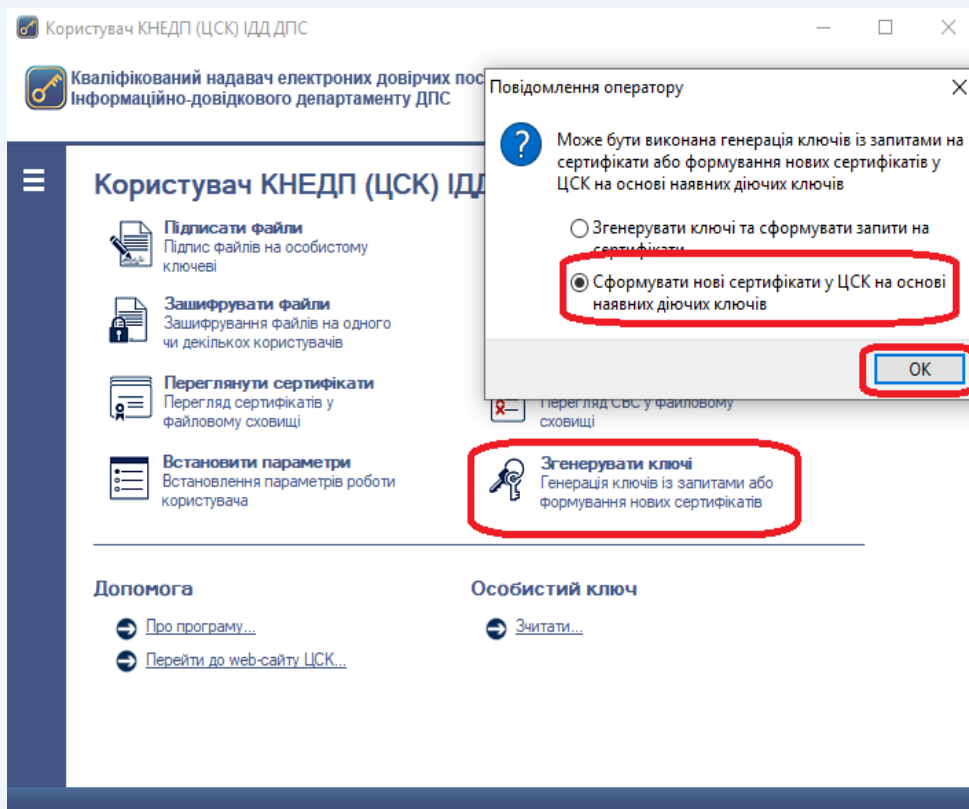 Користувач КНЕДП (ЦСК) ІДД ДПС
Кваліфікований надавач електроних довірчих пос
Інформаційно-довідкового департаменту ДПС
Повідомлення оператору
Може бути виконана генерація ключів із запитами на
сертифікати або формування нових сертифікатів у
ЦСК на основі наявних діючих ключів
Згенерувати ключі та сформувати запити на
сертифікати
Сформувати нові сертифікати у ЦСК на основі
наявних діючих ключів
OK
Користувач КНЕДП (ЦСК) ІДД
Підписати файли
Підпис файлів на особистому
ключеві
Зашифрувати файли
Зашифрування файлів на одного
чи декількох користувачів
Переглянути сертифікати
Перегляд сертифікатів у
файловому сховищі
Перегляд СВС у файловому
сховищі
Встановити параметри
Встановлення параметрів роботи
користувача
Згенерувати ключі
Генерація ключів із запитами або
формування нових сертифікатів
Допомога
Про програму...
Перейти до web-сайту ЦСК...
Особистий ключ
Зчитати...